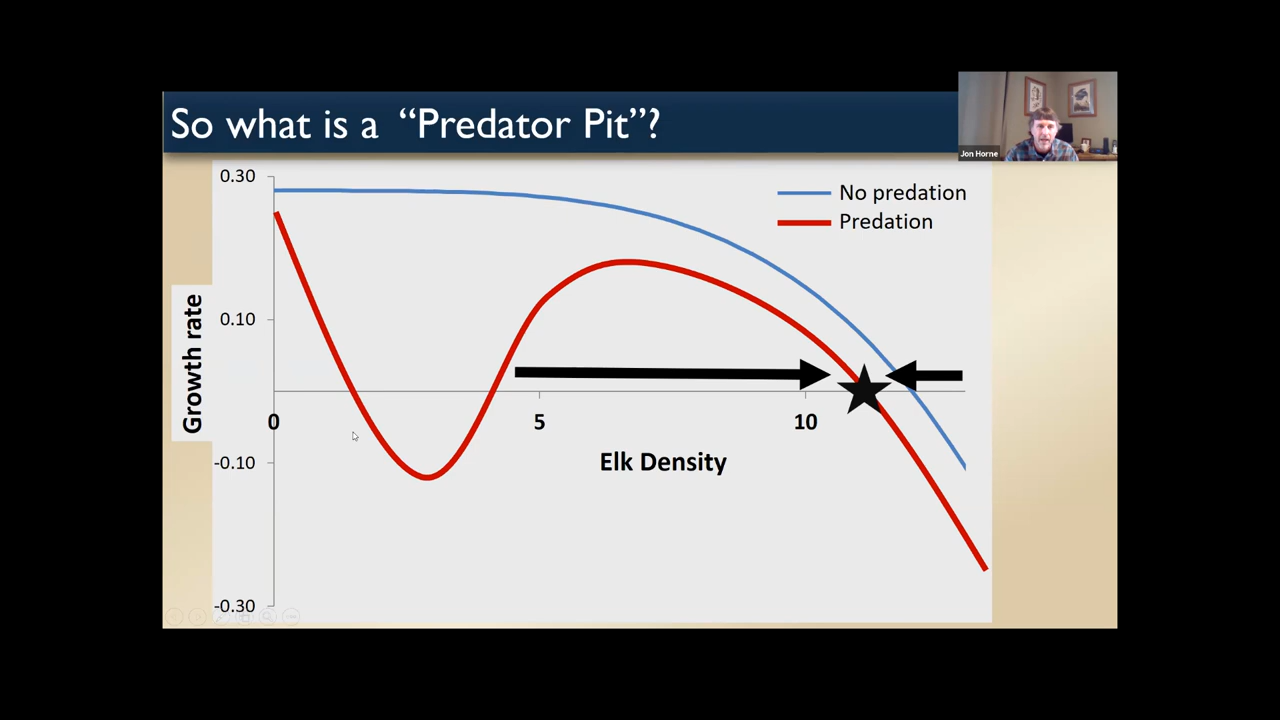 So what is a “Predator Pit”?
Jon Horne
0.30
No predation
Predation
Growth rate
0.10
0
5
10
Elk Density
-0.10
-0.30